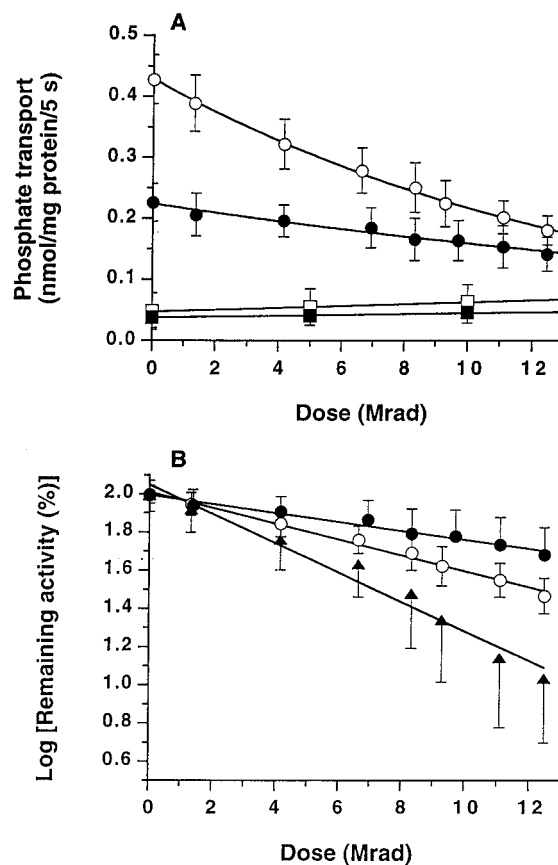 A
Phosphate transport
(nmol/mg protein/5 s)
0.5
0.4
0.3
0.2
0.1
0.0
0 2 4 6 8 10 12
Dose (Mrad)
B
Log [Remaining activity (%)]
2.0
1.8
1.6
1.4
1.2
1.0
0.8
0.6
0 2 4 6 8 10 12
Dose (Mrad)